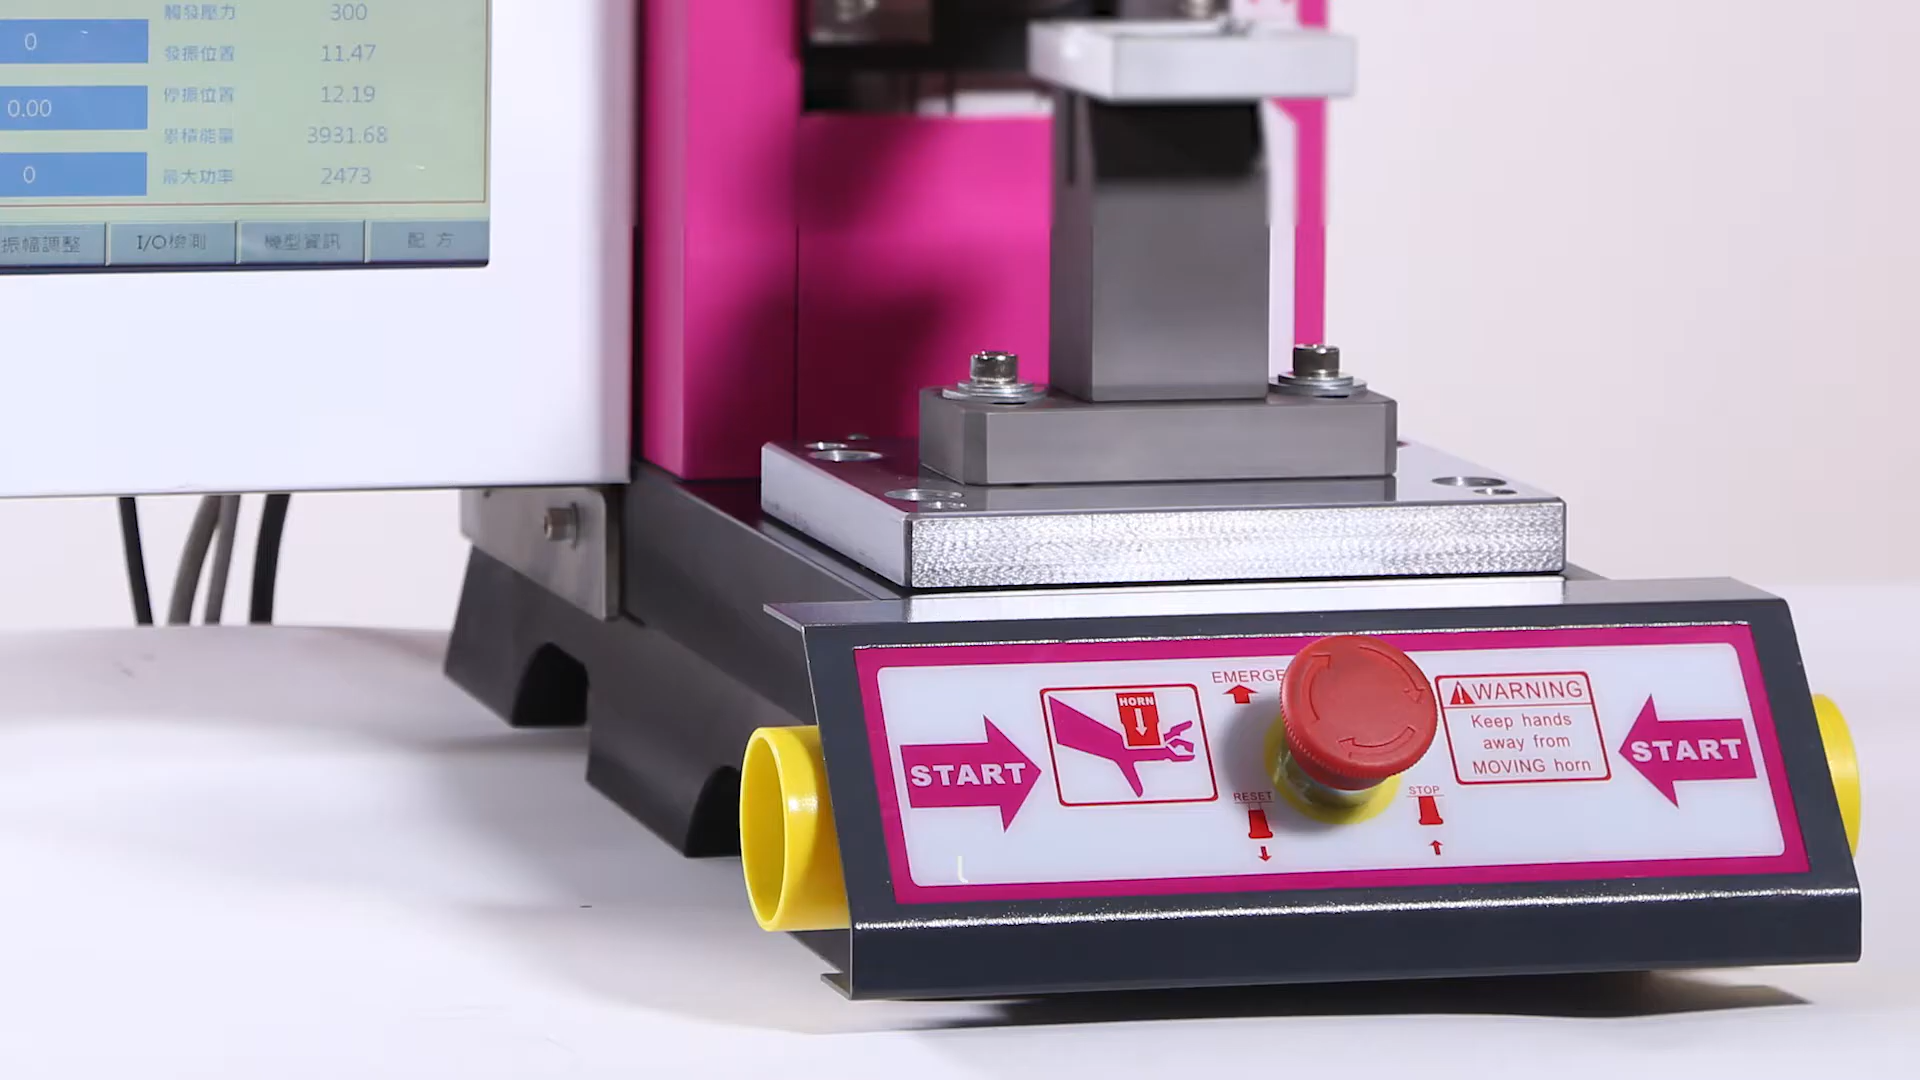 觸發壓力 300
0
發振位置 11.47
停振位置 12.19
0.00
累積能量 3931.68
0
最大功率 2473
振幅調整 I/O檢測 機型資訊 配方
EMERGE
HORN
WARNING
Keep hands
away from
MOVING horn
START
START
RESET
STOP